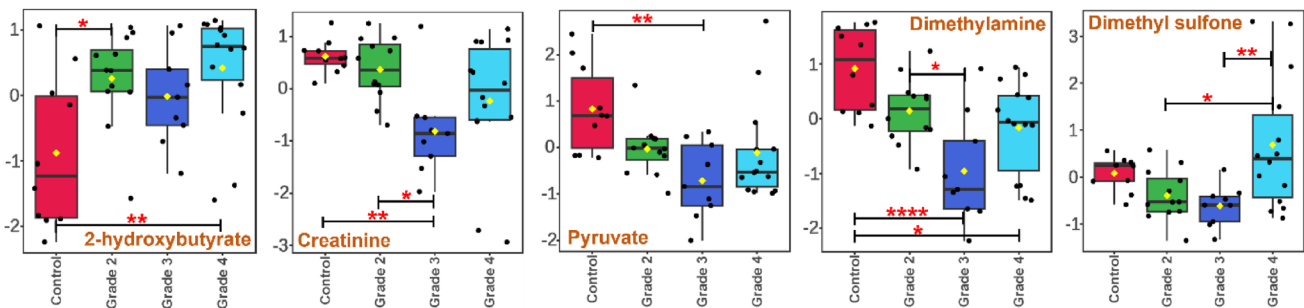 1
0
-1
-2
*
**
2-hydroxybutyrate
Control
Grade 2
Grade 3
Grade 4
1
0
-1
-2
-3
*
**
Creatinine
Control
Grade 2
Grade 3
Grade 4
2
1
0
-1
-2
**
Pyruvate
Control
Grade 2
Grade 3
Grade 4
1
0
-1
-2
Dimethylamine
*
****
*
Control
Grade 2
Grade 3
Grade 4
3
2
1
0
-1
Dimethyl sulfone
**
*
Control
Grade 2
Grade 3
Grade 4